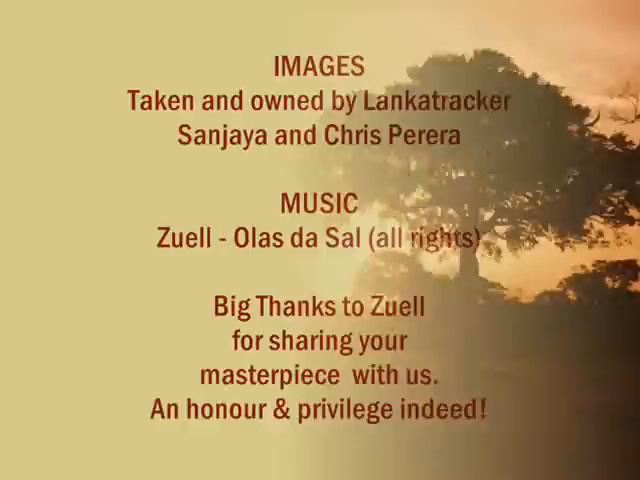 IMAGES
Taken and owned by Lankatracker
Sanjaya and Chris Perera
MUSIC
Zuell - Olas da Sal (all rights)
Big Thanks to Zuell
for sharing your
masterpiece with us.
An honour & privilege indeed!